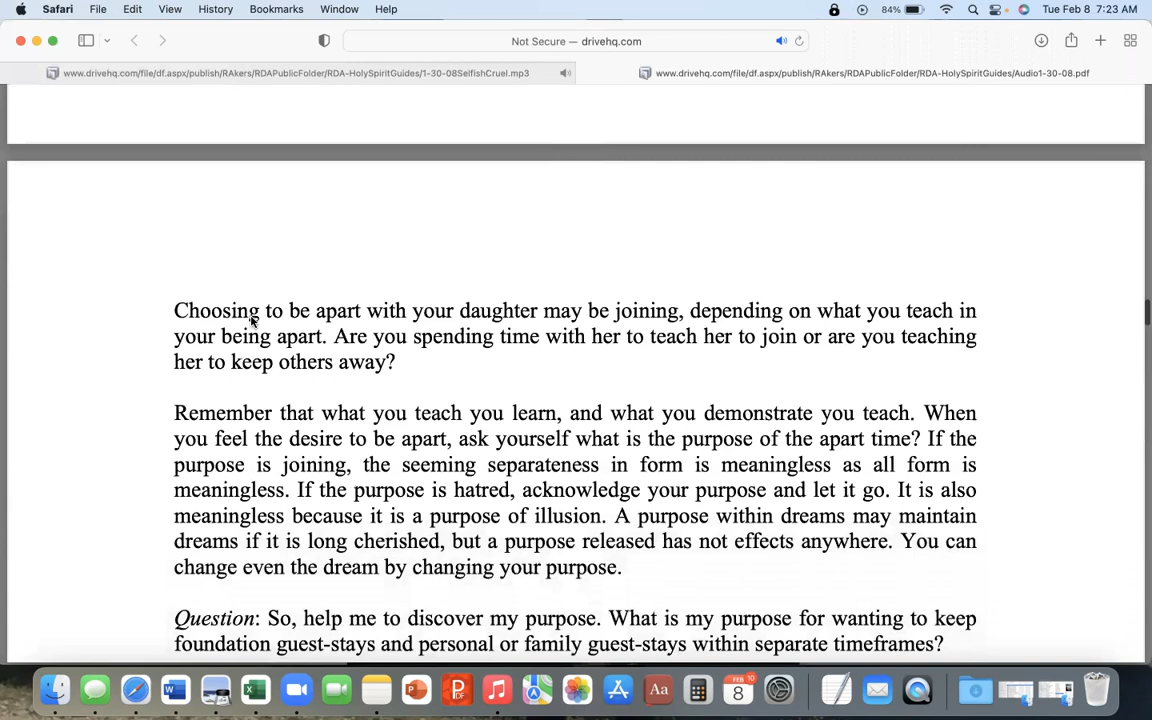 Safari File Edit View History Bookmarks Window Help 84% Tue Feb 8 7:23 AM
Not Secure — drivehq.com
www.drivehq.com/file/df.aspx/publish/RAkers/RDAPublicFolder/RDA-HolySpiritGuides/1-30-08SelfishCruel.mp3
www.drivehq.com/file/df.aspx/publish/RAkers/RDAPublicFolder/RDA-HolySpiritGuides/Audio1-30-08.pdf
Choosing to be apart with your daughter may be joining, depending on what you teach in
your being apart. Are you spending time with her to teach her to join or are you teaching
her to keep others away?
Remember that what you teach you learn, and what you demonstrate you teach. When
you feel the desire to be apart, ask yourself what is the purpose of the apart time? If the
purpose is joining, the seeming separateness in form is meaningless as all form is
meaningless. If the purpose is hatred, acknowledge your purpose and let it go. It is also
meaningless because it is a purpose of illusion. A purpose within dreams may maintain
dreams if it is long cherished, but a purpose released has not effects anywhere. You can
change even the dream by changing your purpose.
Question: So, help me to discover my purpose. What is my purpose for wanting to keep
foundation guest-stays and personal or family guest-stays within separate timeframes?
FEB
8
Aa